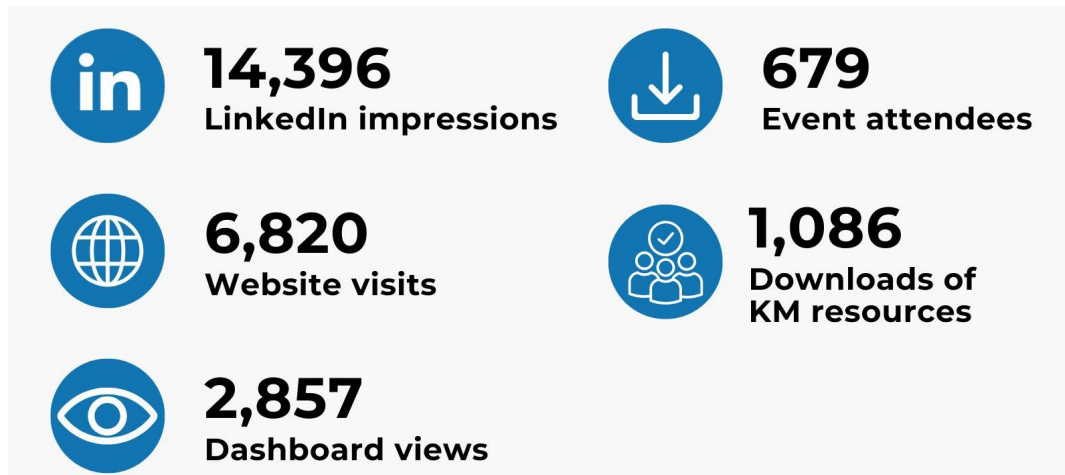 in
14,396
LinkedIn impressions
679
Event attendees
6,820
Website visits
1,086
Downloads of
KM resources
2,857
Dashboard views